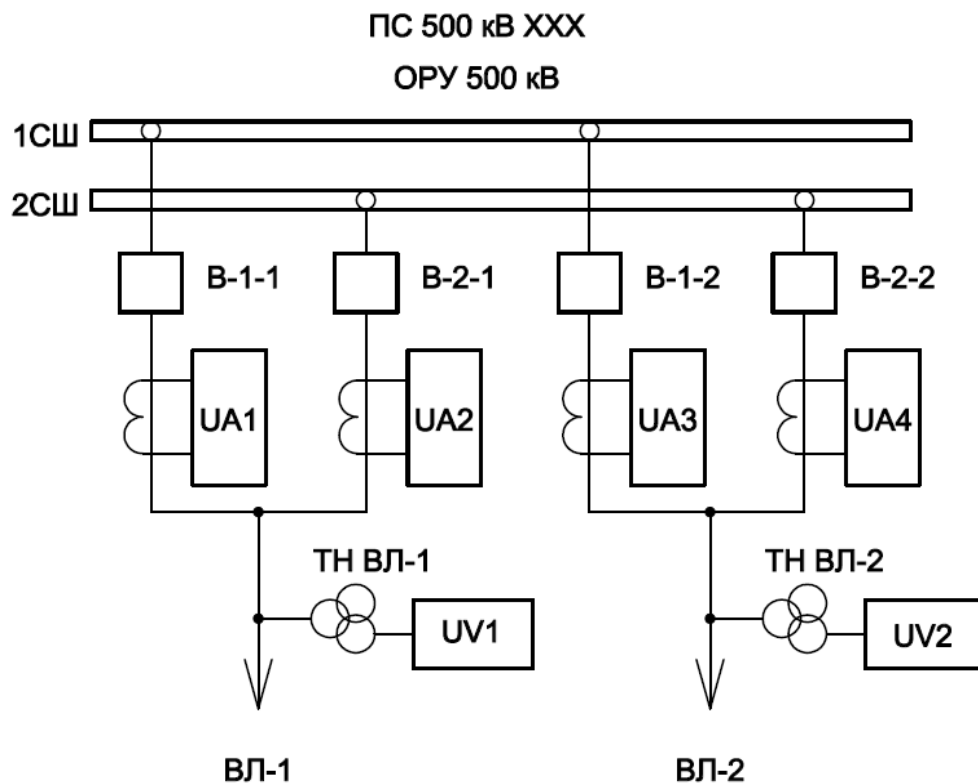 ПС 500 кВ ХХХ
ОРУ 500 кВ
1СШ
2СШ
В-1-1
В-2-1
В-1-2
В-2-2
UA1
UA2
UA3
UA4
ТН ВЛ-1
ТН ВЛ-2
UV1
UV2
ВЛ-1
ВЛ-2